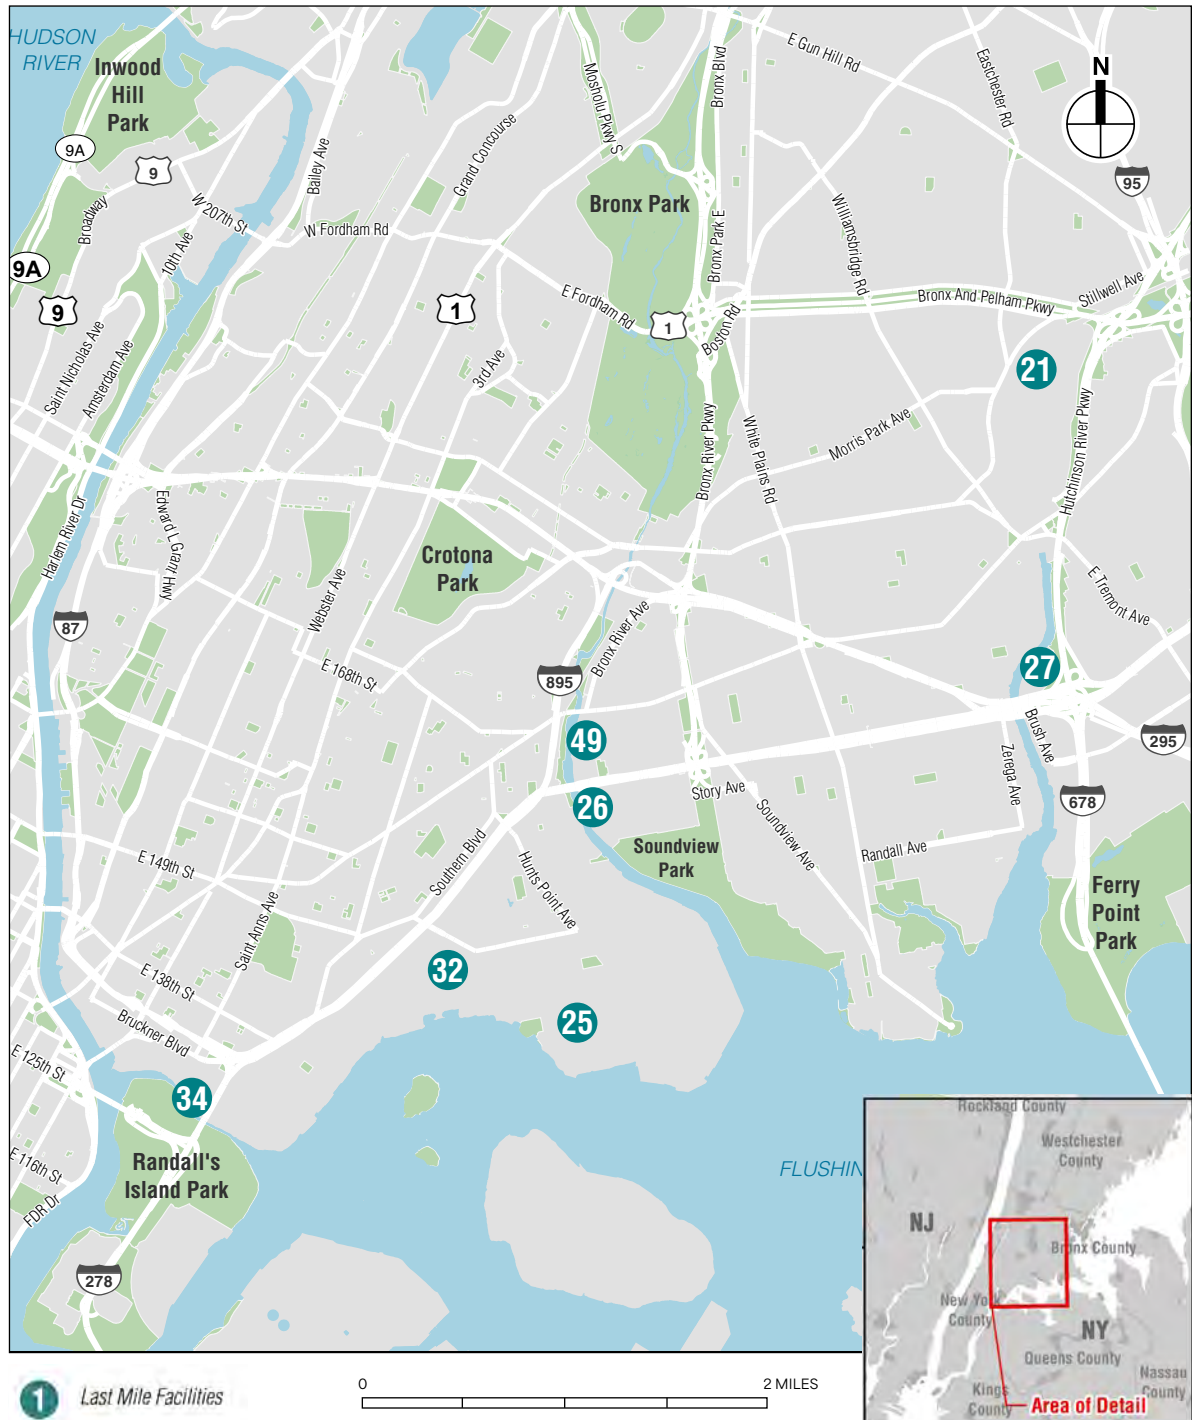 HUDSON
RIVER
Inwood
Hill
Park
9A
9
Broadway
W 207th St
Bailey Ave
10th Ave
W Fordham Rd
Grand Concourse
Mosholu Pkwy S
Bronx Blvd
E Gun Hill Rd
Eastchester Rd
N
95
Bronx Park
Bronx Park E
Williamsbridge Rd
9A
9
1
E Fordham Rd
1
Boston Rd
Bronx And Pelham Pkwy
Stillwell Ave
Saint Nicholas Ave
Amsterdam Ave
3rd Ave
21
Morris Park Ave
White Plains Rd
Bronx River Pkwy
Hutchinson River Pkwy
Harlem River Dr
Edward L Grant Hwy
Crotona
Park
87
Webster Ave
E 168th St
Bronx River Ave
E Tremont Ave
895
27
49
Brush Ave
295
26
Story Ave
Zerega Ave
678
Soundview Ave
Soundview
Park
Randall Ave
E 149th St
Southern Blvd
Hunts Point Ave
Ferry
Point
Park
Saint Anns Ave
32
E 138th St
25
Bruckner Blvd
E 125th St
34
Randall's
Island Park
E 116th St
FDR Dr
278
FLUSHIN
Rockland County
Westchester
County
NJ
Bronx County
New York
County
NY
Queens County
Nassau
County
Kings
County
Area of Detail
1
Last Mile Facilities
0
2 MILES